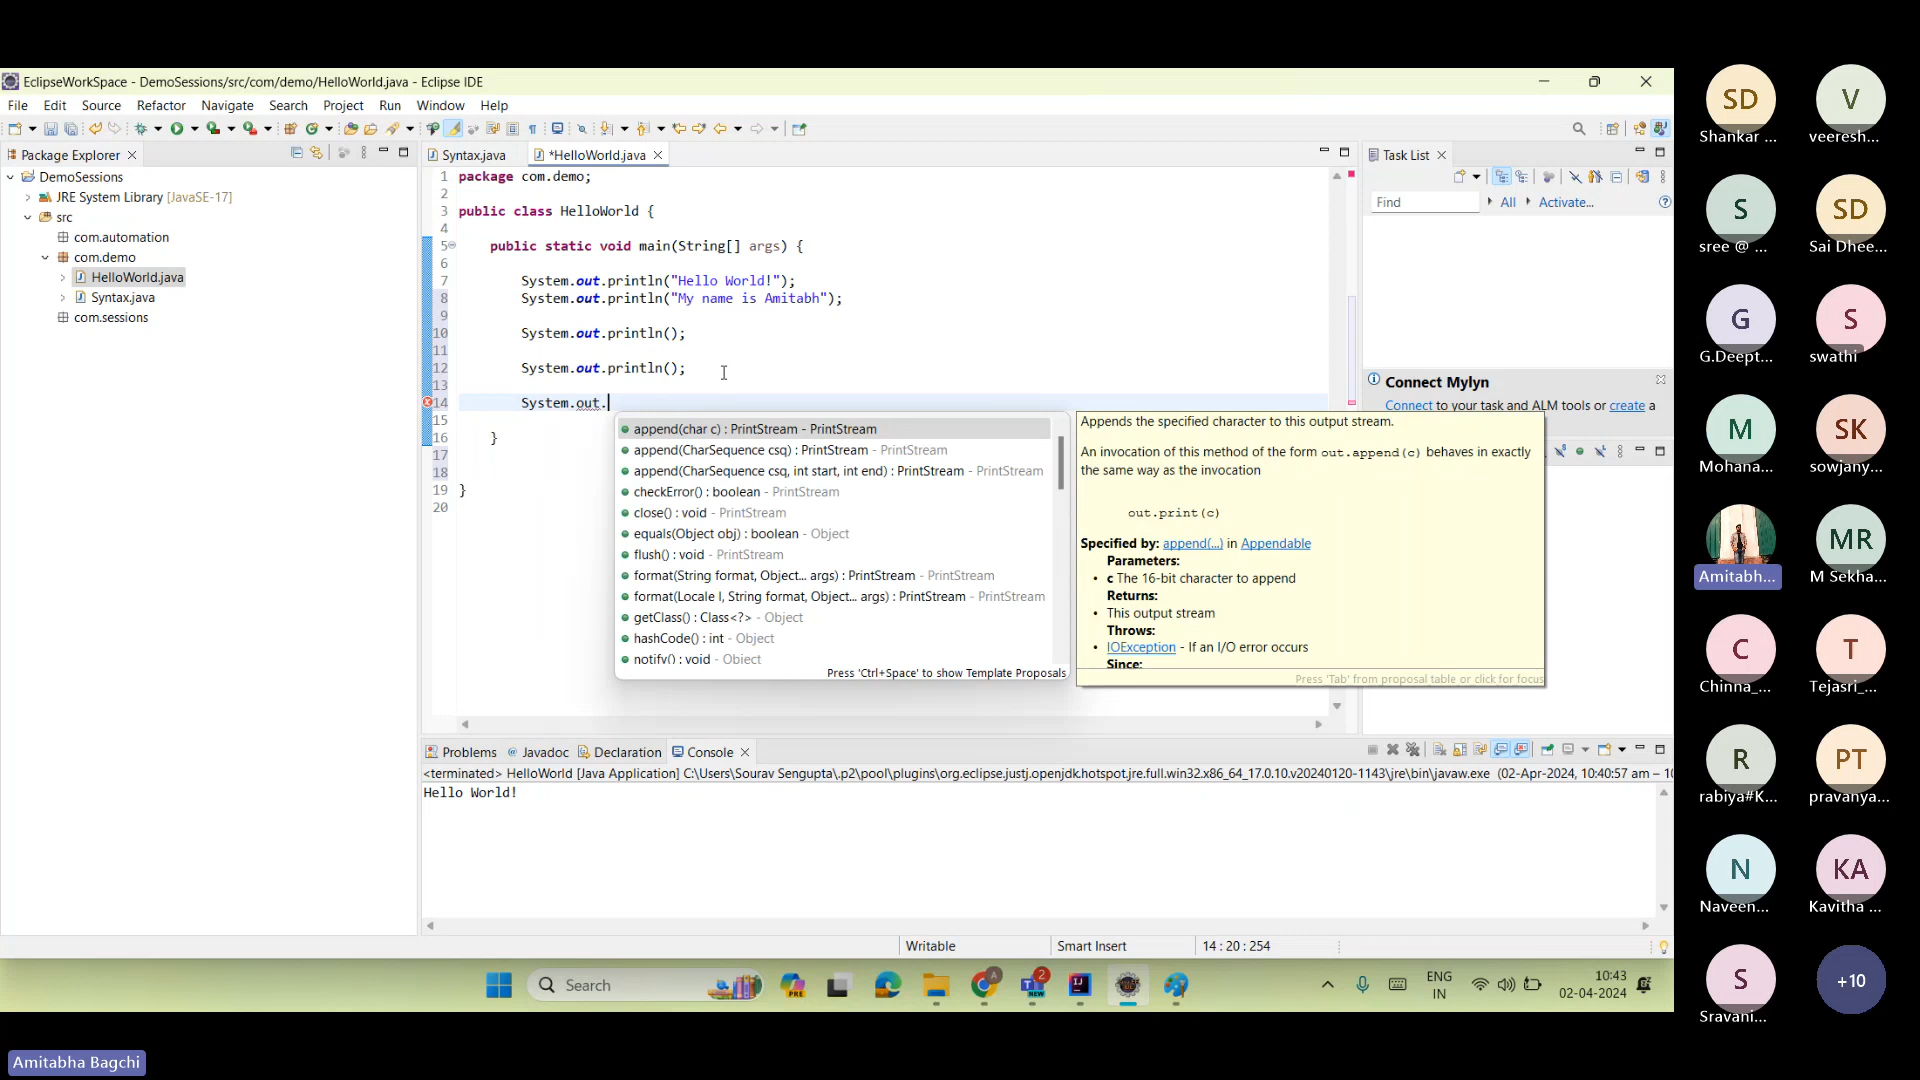 EclipseWorkSpace - DemoSessions/src/com/demo/HelloWorld.java - Eclipse IDE
File Edit Source Refactor Navigate Search Project Run Window Help
Package Explorer
DemoSessions
JRE System Library [JavaSE-17]
src
com.automation
com.demo
HelloWorld.java
Syntax.java
com.sessions
Syntax.java *HelloWorld.java
1 package com.demo;
2
3 public class HelloWorld {
4
5 public static void main(String[] args) {
6
7 System.out.println("Hello World!");
8 System.out.println("My name is Amitabh");
9
10 System.out.println();
11
12 System.out.println();
13
14 System.out.
15
16 }
17
18
19 }
20
append(char c) : PrintStream - PrintStream
append(CharSequence csq) : PrintStream - PrintStream
append(CharSequence csq, int start, int end) : PrintStream - PrintStream
checkError() : boolean - PrintStream
close() : void - PrintStream
equals(Object obj) : boolean - Object
flush() : void - PrintStream
format(String format, Object... args) : PrintStream - PrintStream
format(Locale l, String format, Object... args) : PrintStream - PrintStream
getClass() : Class<?> - Object
hashCode() : int - Object
notify() : void - Object
Press 'Ctrl+Space' to show Template Proposals
Appends the specified character to this output stream.
An invocation of this method of the form out.append(c) behaves in exactly
the same way as the invocation
out.print(c)
Specified by: append(...) in Appendable
Parameters:
c The 16-bit character to append
Returns:
This output stream
Throws:
IOException - If an I/O error occurs
Since:
Press 'Tab' from proposal table or click for focus
Task List
Find All Activate...
Connect Mylyn
Connect to your task and ALM tools or create a
Problems Javadoc Declaration Console
<terminated> HelloWorld [Java Application] C:\Users\Sourav Sengupta\.p2\pool\plugins\org.eclipse.justj.openjdk.hotspot.jre.full.win32.x86_64_17.0.10.v20240120-1143\jre\bin\javaw.exe (02-Apr-2024, 10:40:57 am – 10
Hello World!
Writable Smart Insert 14 : 20 : 254
Search
PRE
A
2
NEW
ENG
IN
10:43
02-04-2024
SD
Shankar ...
V
veeresh...
S
sree @ ...
SD
Sai Dhee...
G
G.Deept...
S
swathi
M
Mohana...
SK
sowjany...
Amitabh...
MR
M Sekha...
C
Chinna_...
T
Tejasri_...
R
rabiya#K...
PT
pravanya...
N
Naveen...
KA
Kavitha ...
S
Sravani...
+10
Amitabha Bagchi